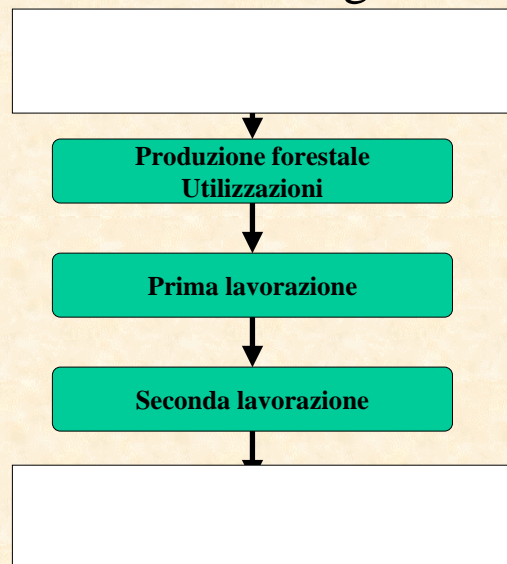 Produzione forestale
Utilizzazioni
Prima lavorazione
Seconda lavorazione